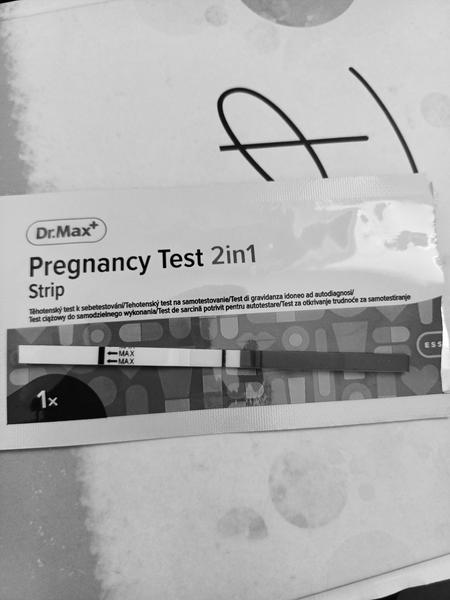 Dr.Max+
Pregnancy Test 2in1
Strip
Těhotenský test k sebetestování/Tehotenský test na samotestovanie/Test di gravidanza idoneo ad autodiagnosi/
Test ciążowy do samodzielnego wykonania/Test de sarcină potrivit pentru autotestare/Test za otkrivanje trudnoće za samotestiranje
MAX
MAX
ESS
1x